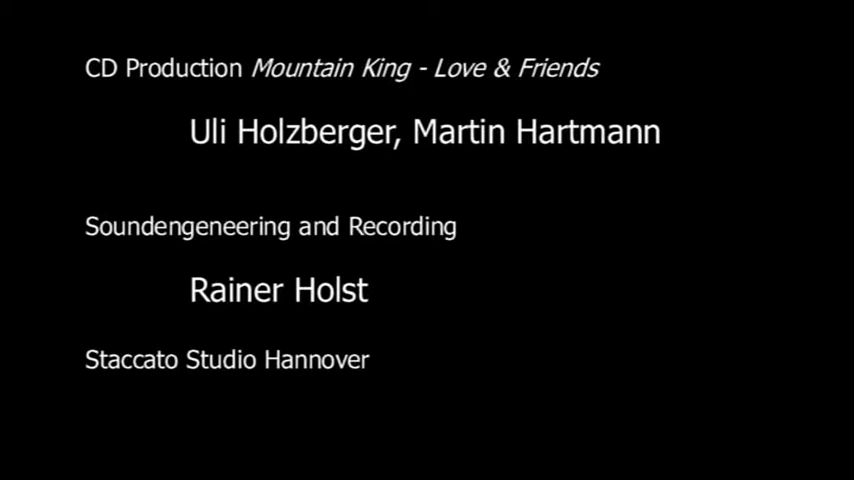 CD Production Mountain King - Love & Friends
Uli Holzberger, Martin Hartmann
Soundengeneering and Recording
Rainer Holst
Staccato Studio Hannover